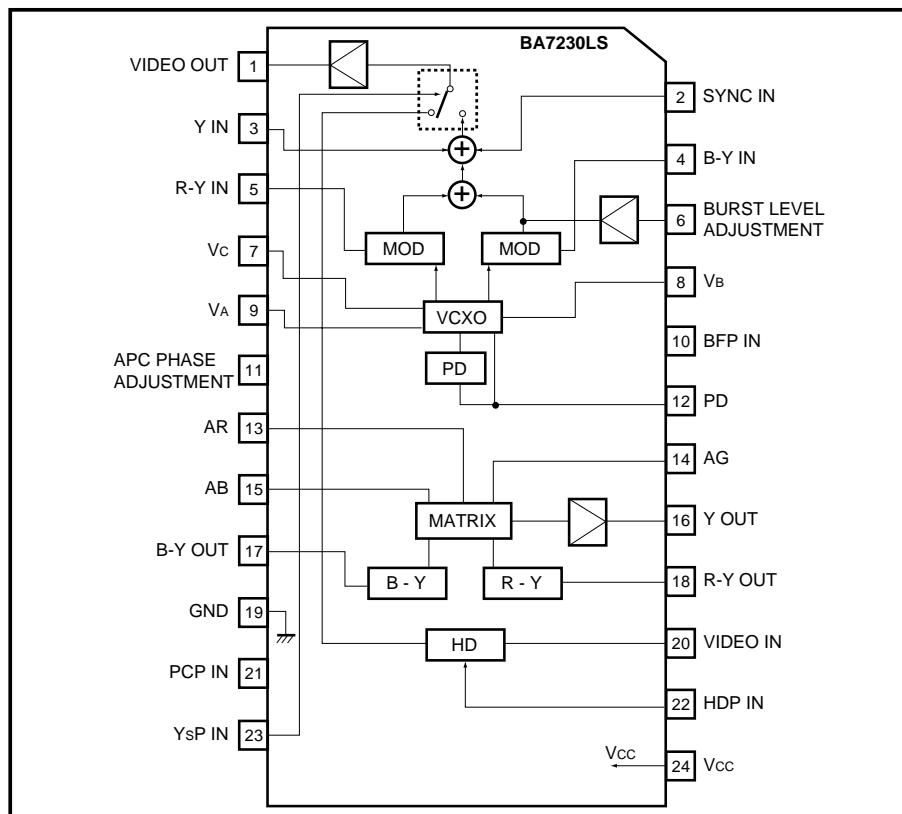 BA7230LS
VIDEO OUT 1
2 SYNC IN
Y IN 3
4 B-Y IN
R-Y IN 5
6 BURST LEVEL
ADJUSTMENT
MOD MOD
VC 7
8 VB
VA 9
VCXO
10 BFP IN
PD
APC PHASE
ADJUSTMENT 11
12 PD
AR 13
14 AG
AB 15
MATRIX
16 Y OUT
B-Y OUT 17
B - Y R - Y
18 R-Y OUT
GND 19
HD
20 VIDEO IN
PCP IN 21
22 HDP IN
YSP IN 23
VCC
24 VCC